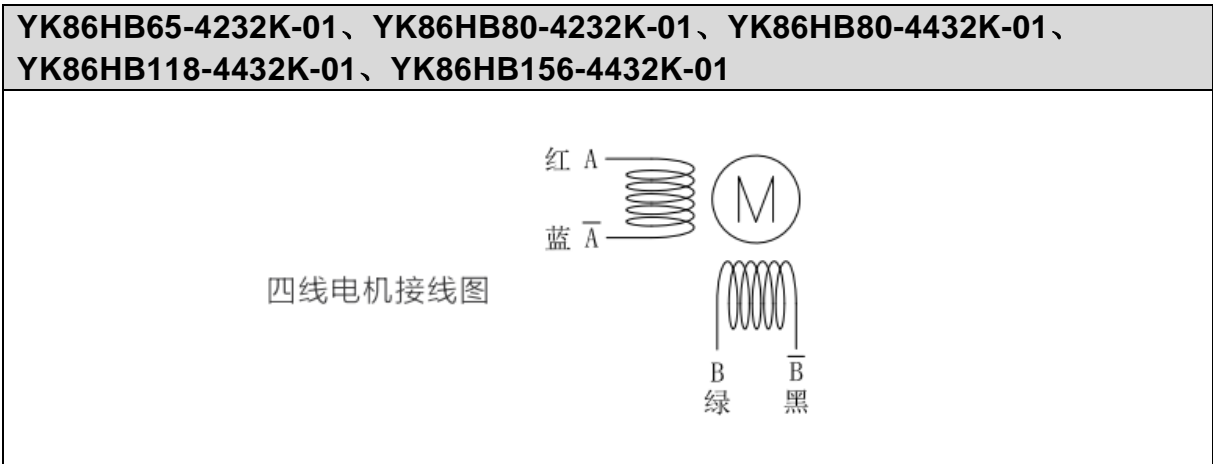 YK86HB65-4232K-01、YK86HB80-4232K-01、YK86HB80-4432K-01、
YK86HB118-4432K-01、YK86HB156-4432K-01
红 A
M
蓝 A̅
四线电机接线图
B B̅
绿 黑